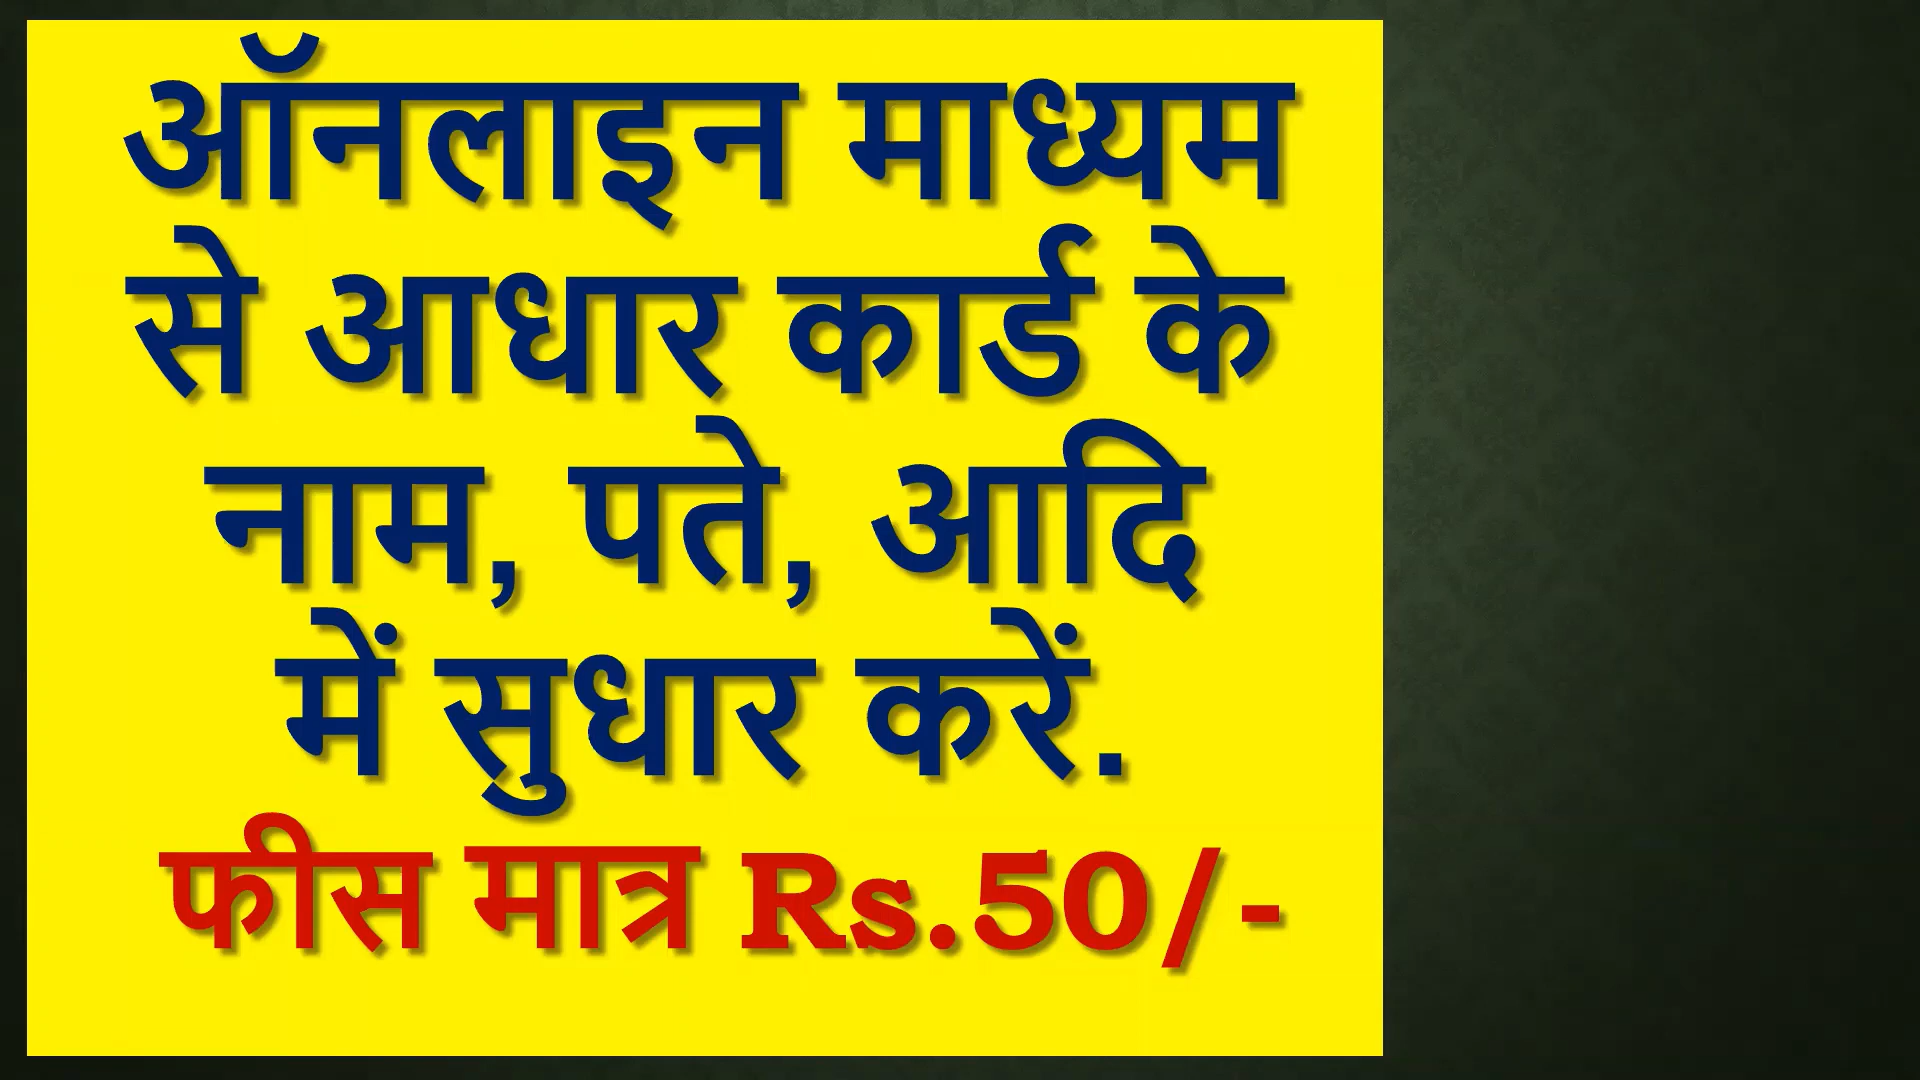 ऑनलाइन माध्यम
से आधार कार्ड के
नाम, पते, आदि
में सुधार करें.
फीस मात्र Rs.50/-